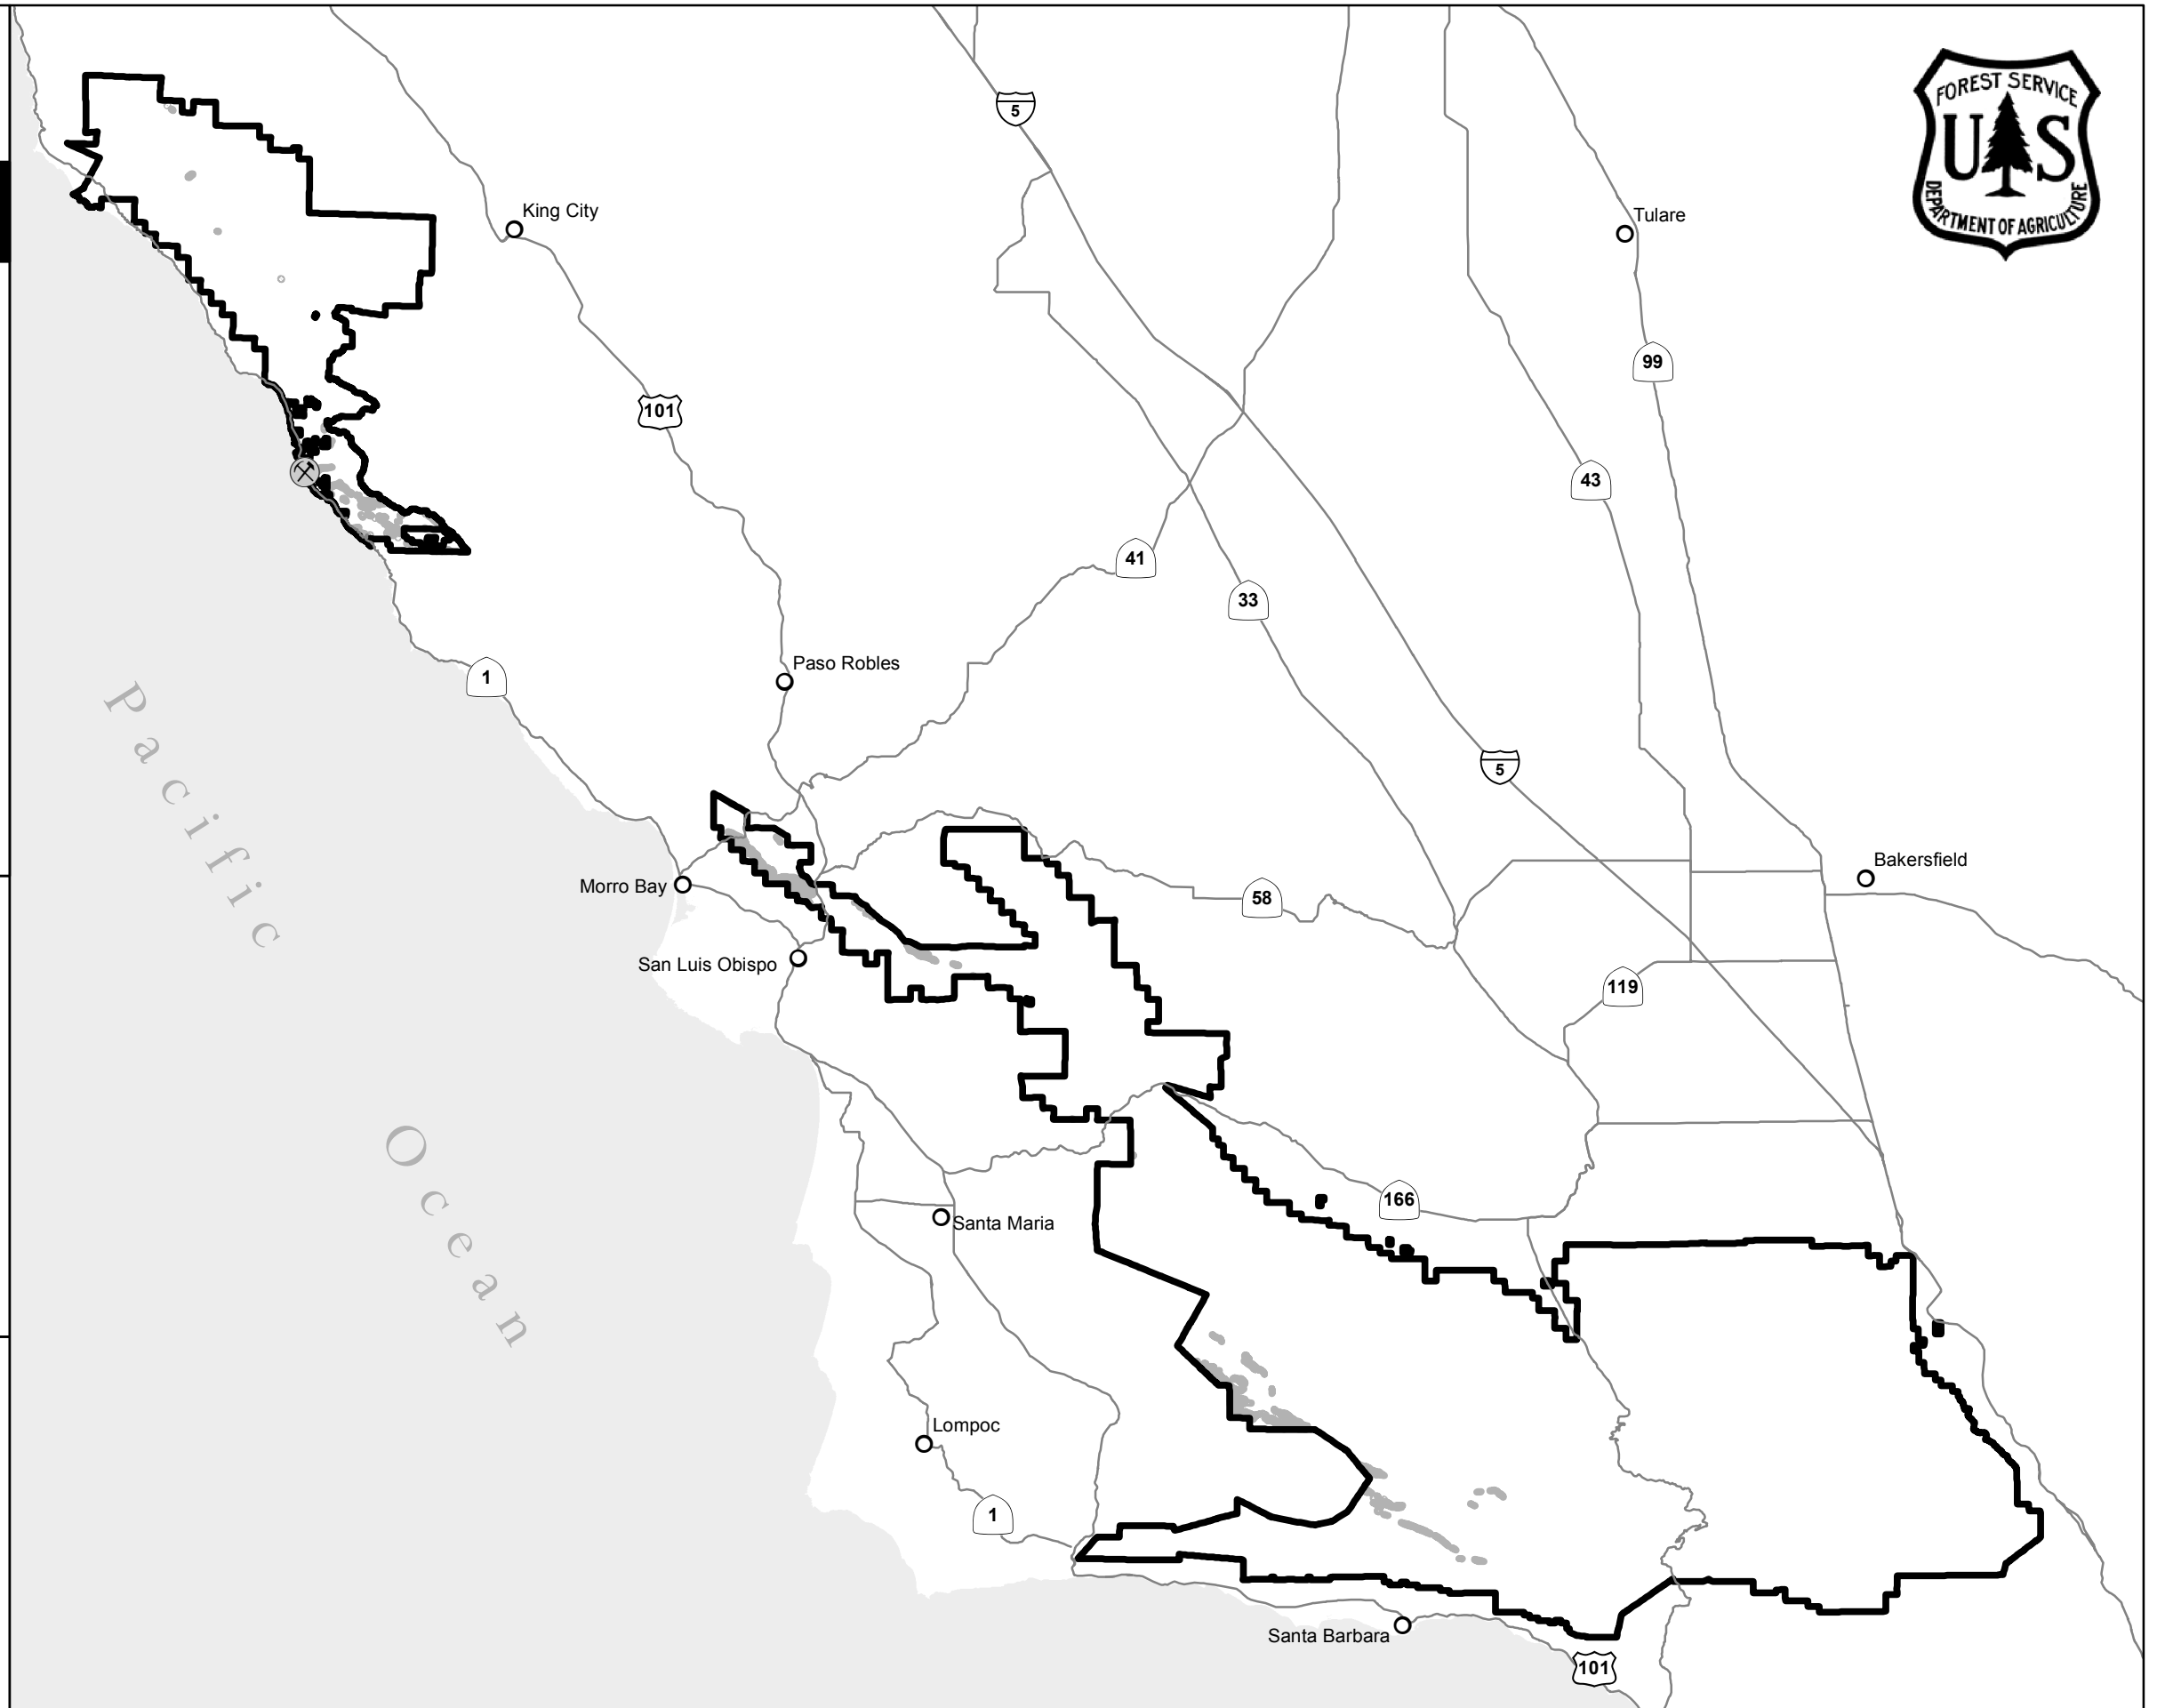 FOREST SERVICE
U S
DEPARTMENT OF AGRICULTURE
5
King City
Tulare
99
101
43
41
33
Paso Robles
1
Pacific
5
Bakersfield
Morro Bay
58
San Luis Obispo
119
Ocean
166
Santa Maria
Lompoc
1
Santa Barbara
101